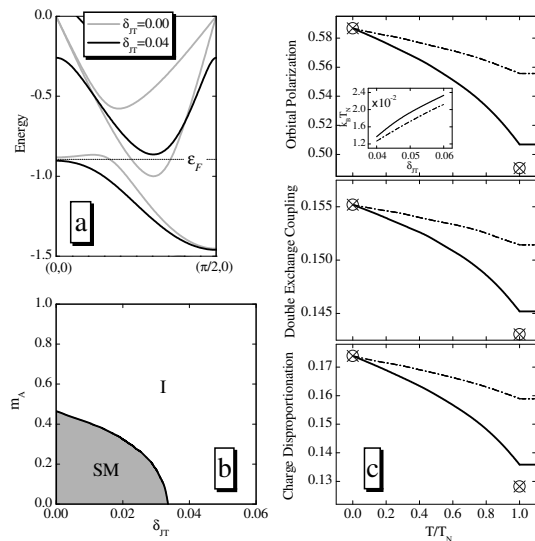 δJT=0.00
δJT=0.04
0.0
-0.5
-1.0
-1.5
Energy
εF
a
(0,0)
(π/2,0)
1.0
0.8
0.6
0.4
0.2
0.0
mA
I
SM
b
0.00
0.02
0.04
0.06
δJT
0.58
0.56
0.54
0.52
0.50
Orbital Polarization
2.4
2.0
1.6
1.2
×10⁻²
kBTN
0.04
0.05
0.06
δJT
0.155
0.150
0.145
Double Exchange Coupling
0.17
0.16
0.15
0.14
0.13
Charge Disproportionation
c
0.0
0.2
0.4
0.6
0.8
1.0
T/TN